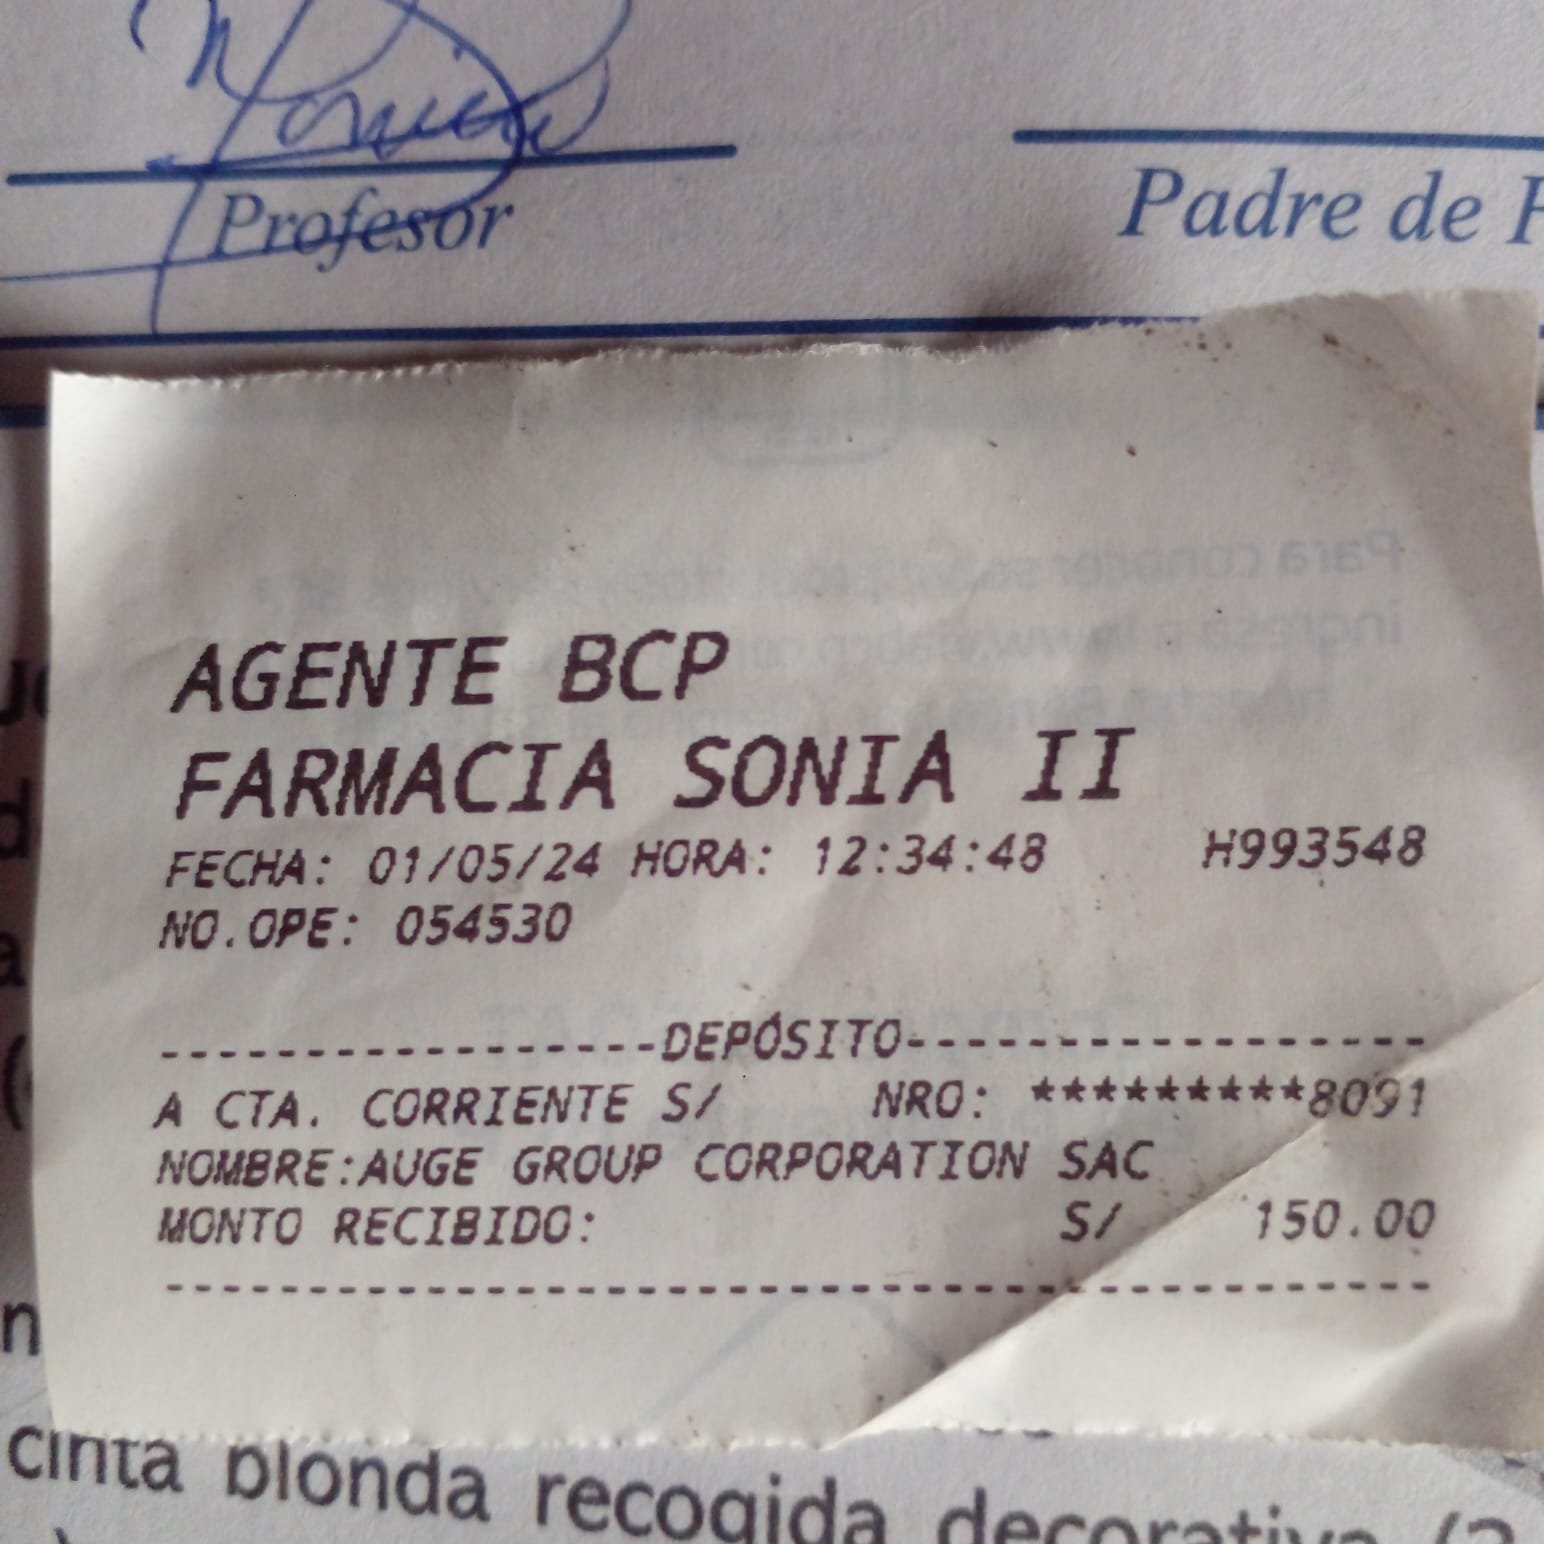 Profesor
Padre de
AGENTE BCP
FARMACIA SONIA II
FECHA: 01/05/24 HORA: 12:34:48 H993548
NO.OPE: 054530
------------------DEPÓSITO-------------------
A CTA. CORRIENTE S/ NRO: *********8091
NOMBRE:AUGE GROUP CORPORATION SAC
MONTO RECIBIDO: S/ 150.00
---------------------------------------------
cinta blonda recogida decorativa